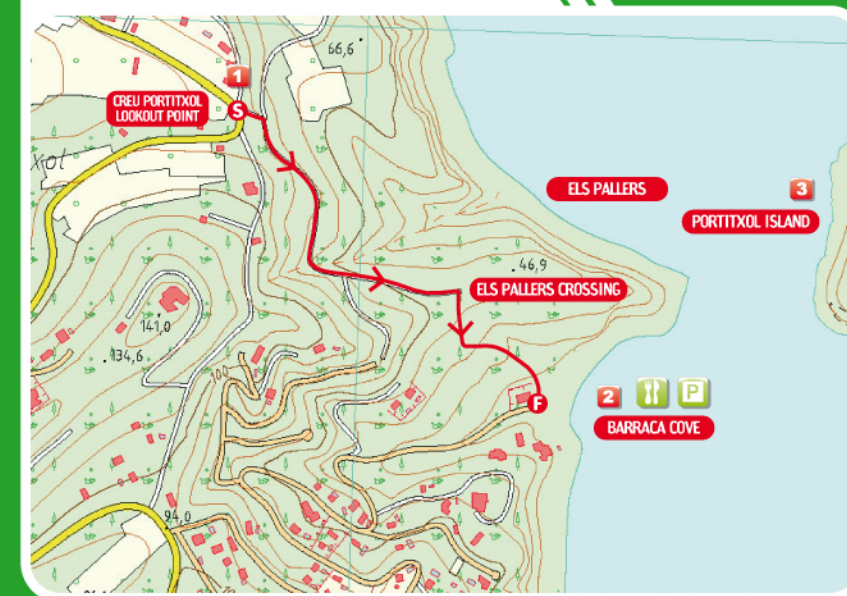 66,6
1
CREU PORTITXOL
LOOKOUT POINT
S
xol
ELS PALLERS
3
PORTITXOL ISLAND
46,9
ELS PALLERS CROSSING
141,0
134,6
100
F
2
P
BARRACA COVE
94,0